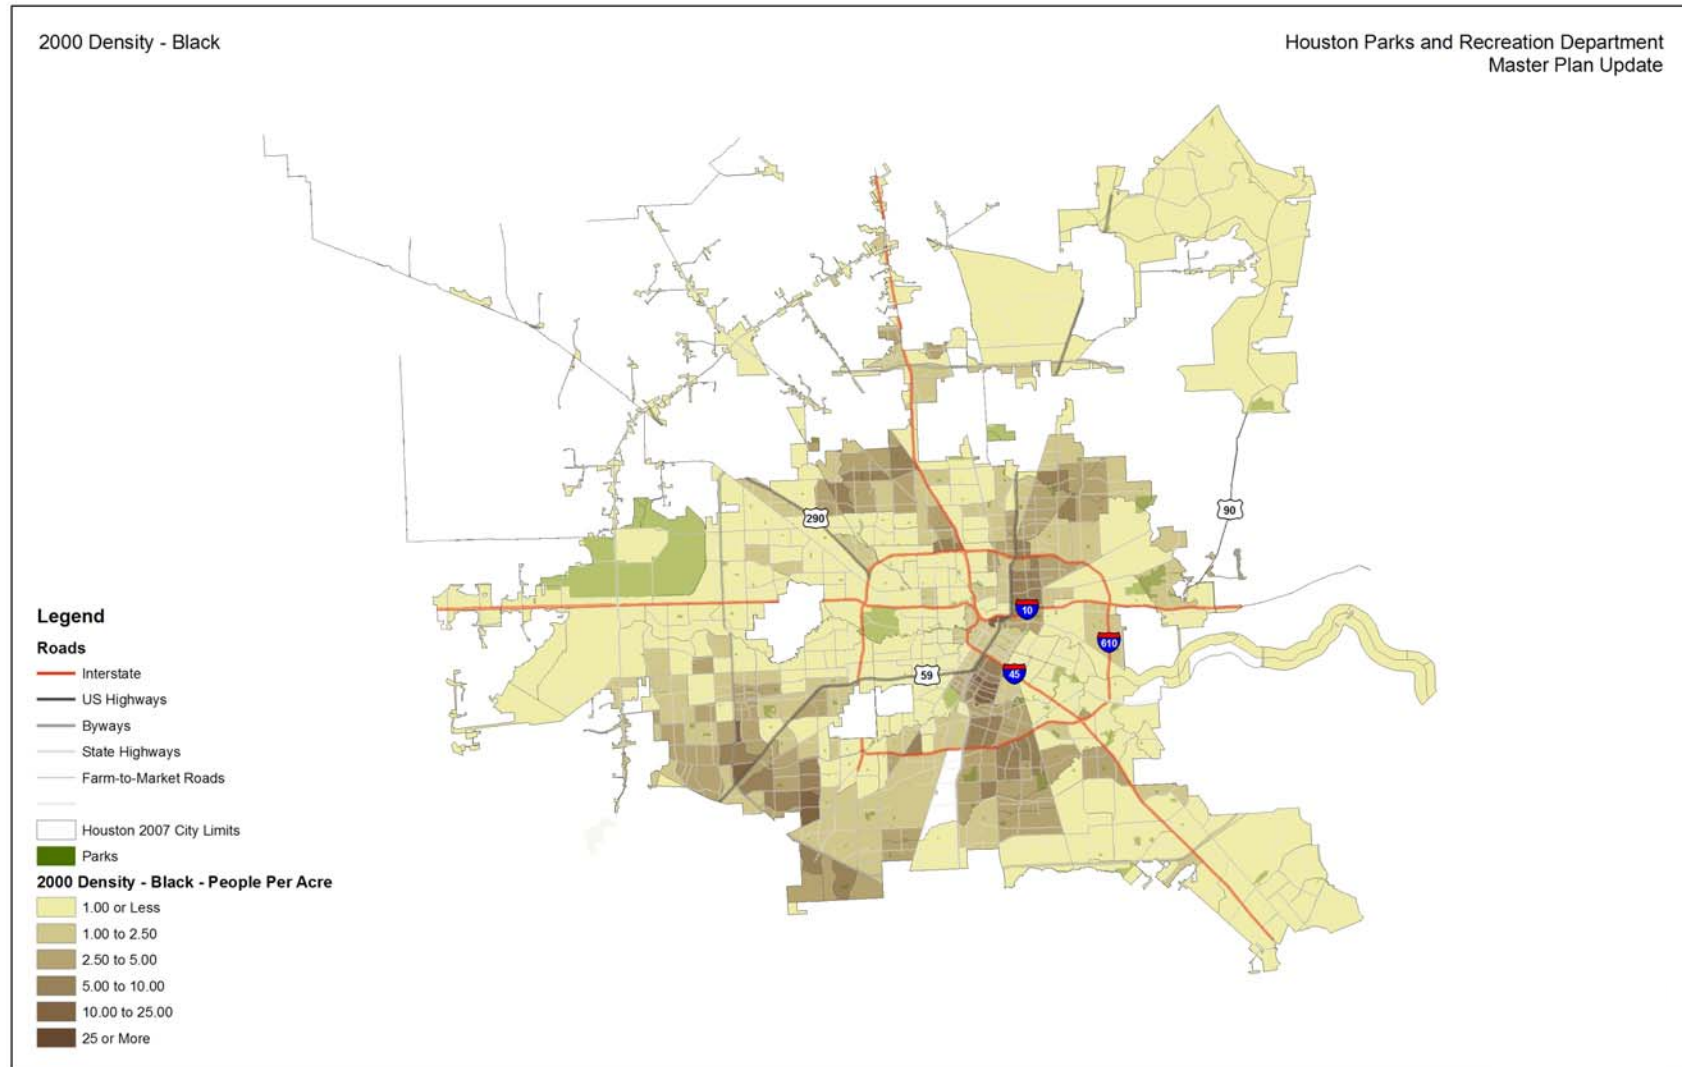 2000 Density - Black
Houston Parks and Recreation Department
Master Plan Update
290
90
10
610
59
45
Legend
Roads
Interstate
US Highways
Byways
State Highways
Farm-to-Market Roads
Houston 2007 City Limits
Parks
2000 Density - Black - People Per Acre
1.00 or Less
1.00 to 2.50
2.50 to 5.00
5.00 to 10.00
10.00 to 25.00
25 or More